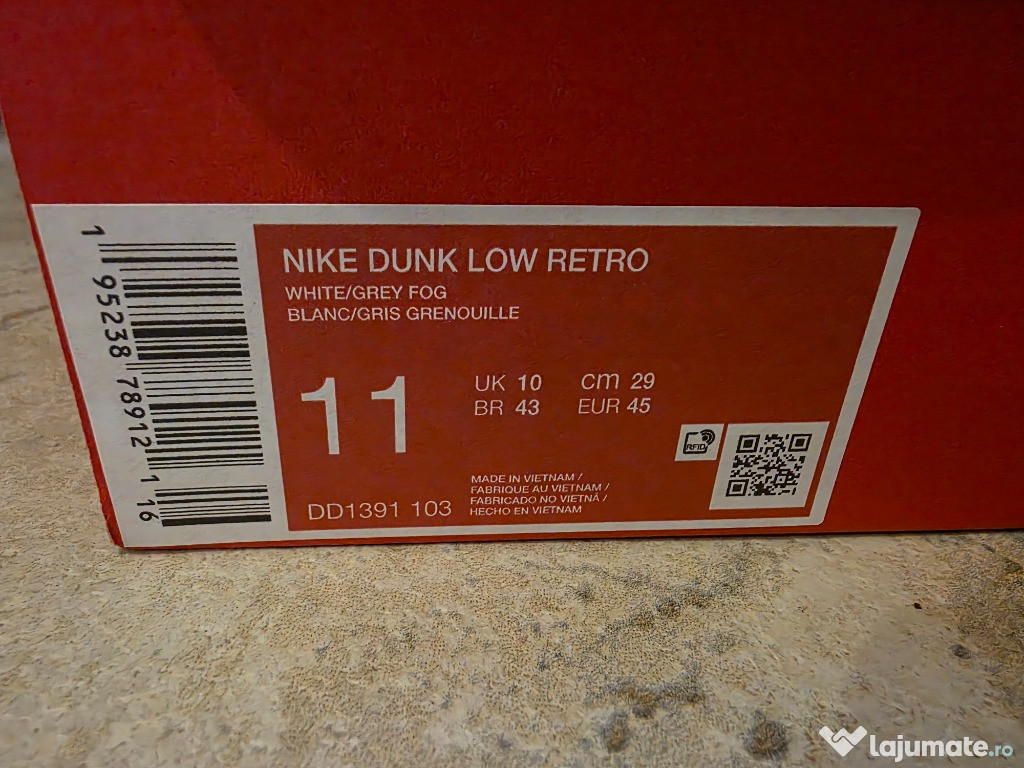 NIKE DUNK LOW RETRO
WHITE/GREY FOG
BLANC/GRIS GRENOUILLE
11
UK 10 cm 29
BR 43 EUR 45
RFID
DD1391 103
MADE IN VIETNAM /
FABRIQUE AU VIETNAM /
FABRICADO NO VIETNÃ /
HECHO EN VIETNAM
1 95238 78912 1 16
lajumate.ro